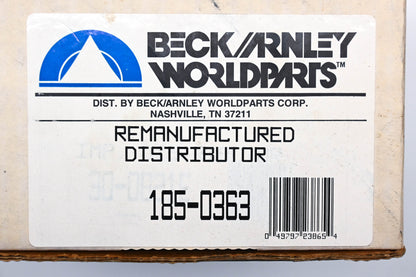 BECK/ARNLEY
WORLDPARTS™
DIST. BY BECK/ARNLEY WORLDPARTS CORP.
NASHVILLE, TN 37211
REMANUFACTURED
DISTRIBUTOR
185-0363
0 49797 23865 4